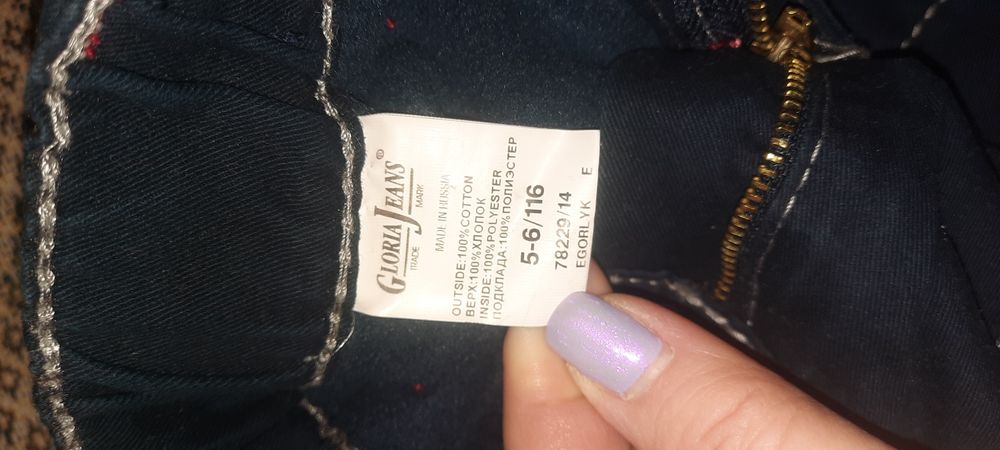 GLORIA JEANS®
TRADE MARK
MADE IN RUSSIA
OUTSIDE:100%COTTON
ВЕРХ:100%ХЛОПОК
INSIDE:100%POLYESTER
ПОДКЛАДА:100%ПОЛИЭСТЕР
5-6/116
78229/14
EGORLYK E